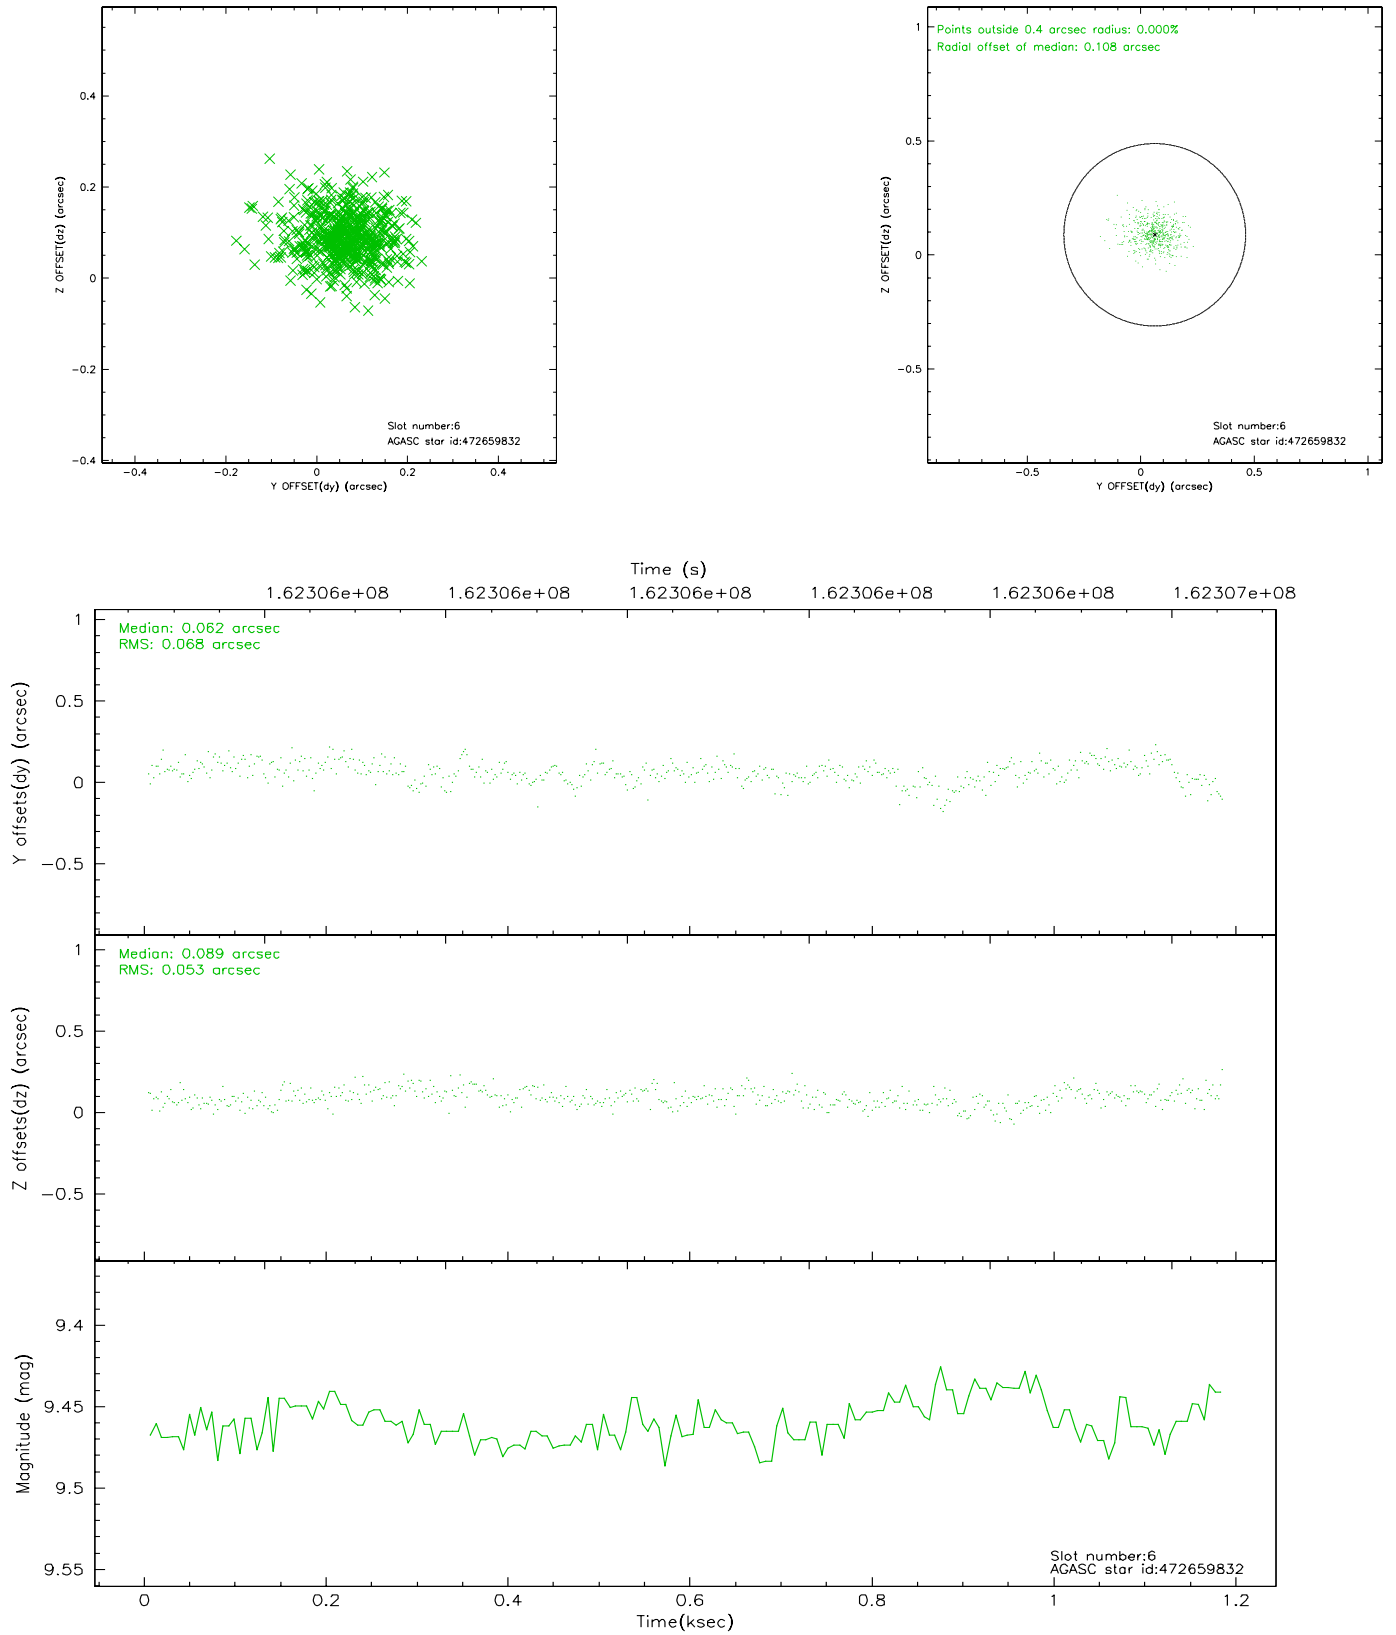 0.4
0.2
0
−0.2
−0.4
Z OFFSET(dz) (arcsec)
Slot number:6
AGASC star id:472659832
−0.4 −0.2 0 0.2 0.4
Y OFFSET(dy) (arcsec)
Points outside 0.4 arcsec radius: 0.000%
Radial offset of median: 0.108 arcsec
1
0.5
0
−0.5
Z OFFSET(dz) (arcsec)
Slot number:6
AGASC star id:472659832
−0.5 0 0.5 1
Y OFFSET(dy) (arcsec)
Time (s)
1.62306e+08 1.62306e+08 1.62306e+08 1.62306e+08 1.62306e+08 1.62307e+08
Median: 0.062 arcsec
RMS: 0.068 arcsec
1
0.5
0
−0.5
Y offsets(dy) (arcsec)
Median: 0.089 arcsec
RMS: 0.053 arcsec
1
0.5
0
−0.5
Z offsets(dz) (arcsec)
9.4
9.45
9.5
9.55
Magnitude (mag)
Slot number:6
AGASC star id:472659832
0 0.2 0.4 0.6 0.8 1 1.2
Time(ksec)